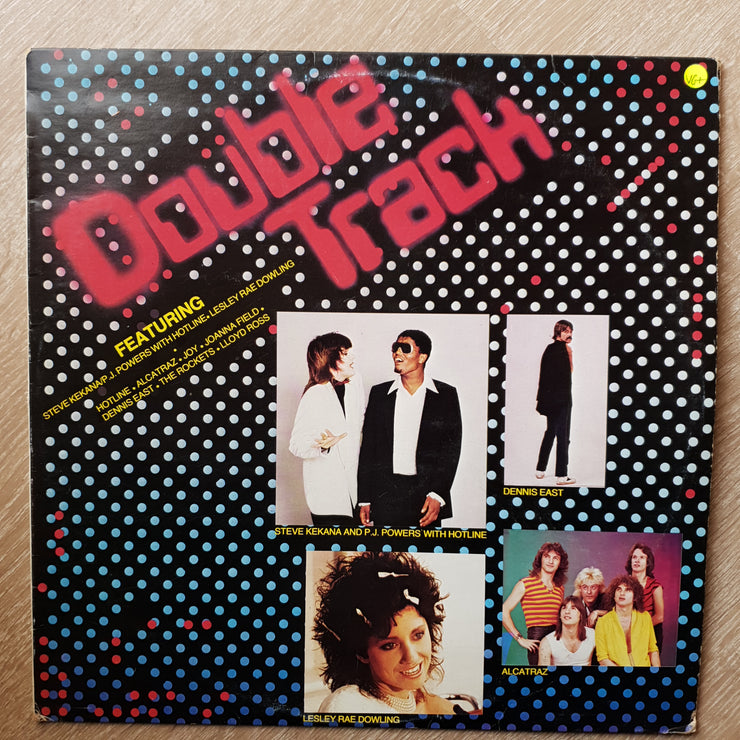 Double
Track
VG+
FEATURING
STEVE KEKANA/P.J. POWERS WITH HOTLINE • LESLEY RAE DOWLING
HOTLINE • ALCATRAZ • JOY • JOANNA FIELD •
DENNIS EAST • THE ROCKETS • LLOYD ROSS
STEVE KEKANA AND P.J. POWERS WITH HOTLINE
DENNIS EAST
LESLEY RAE DOWLING
ALCATRAZ